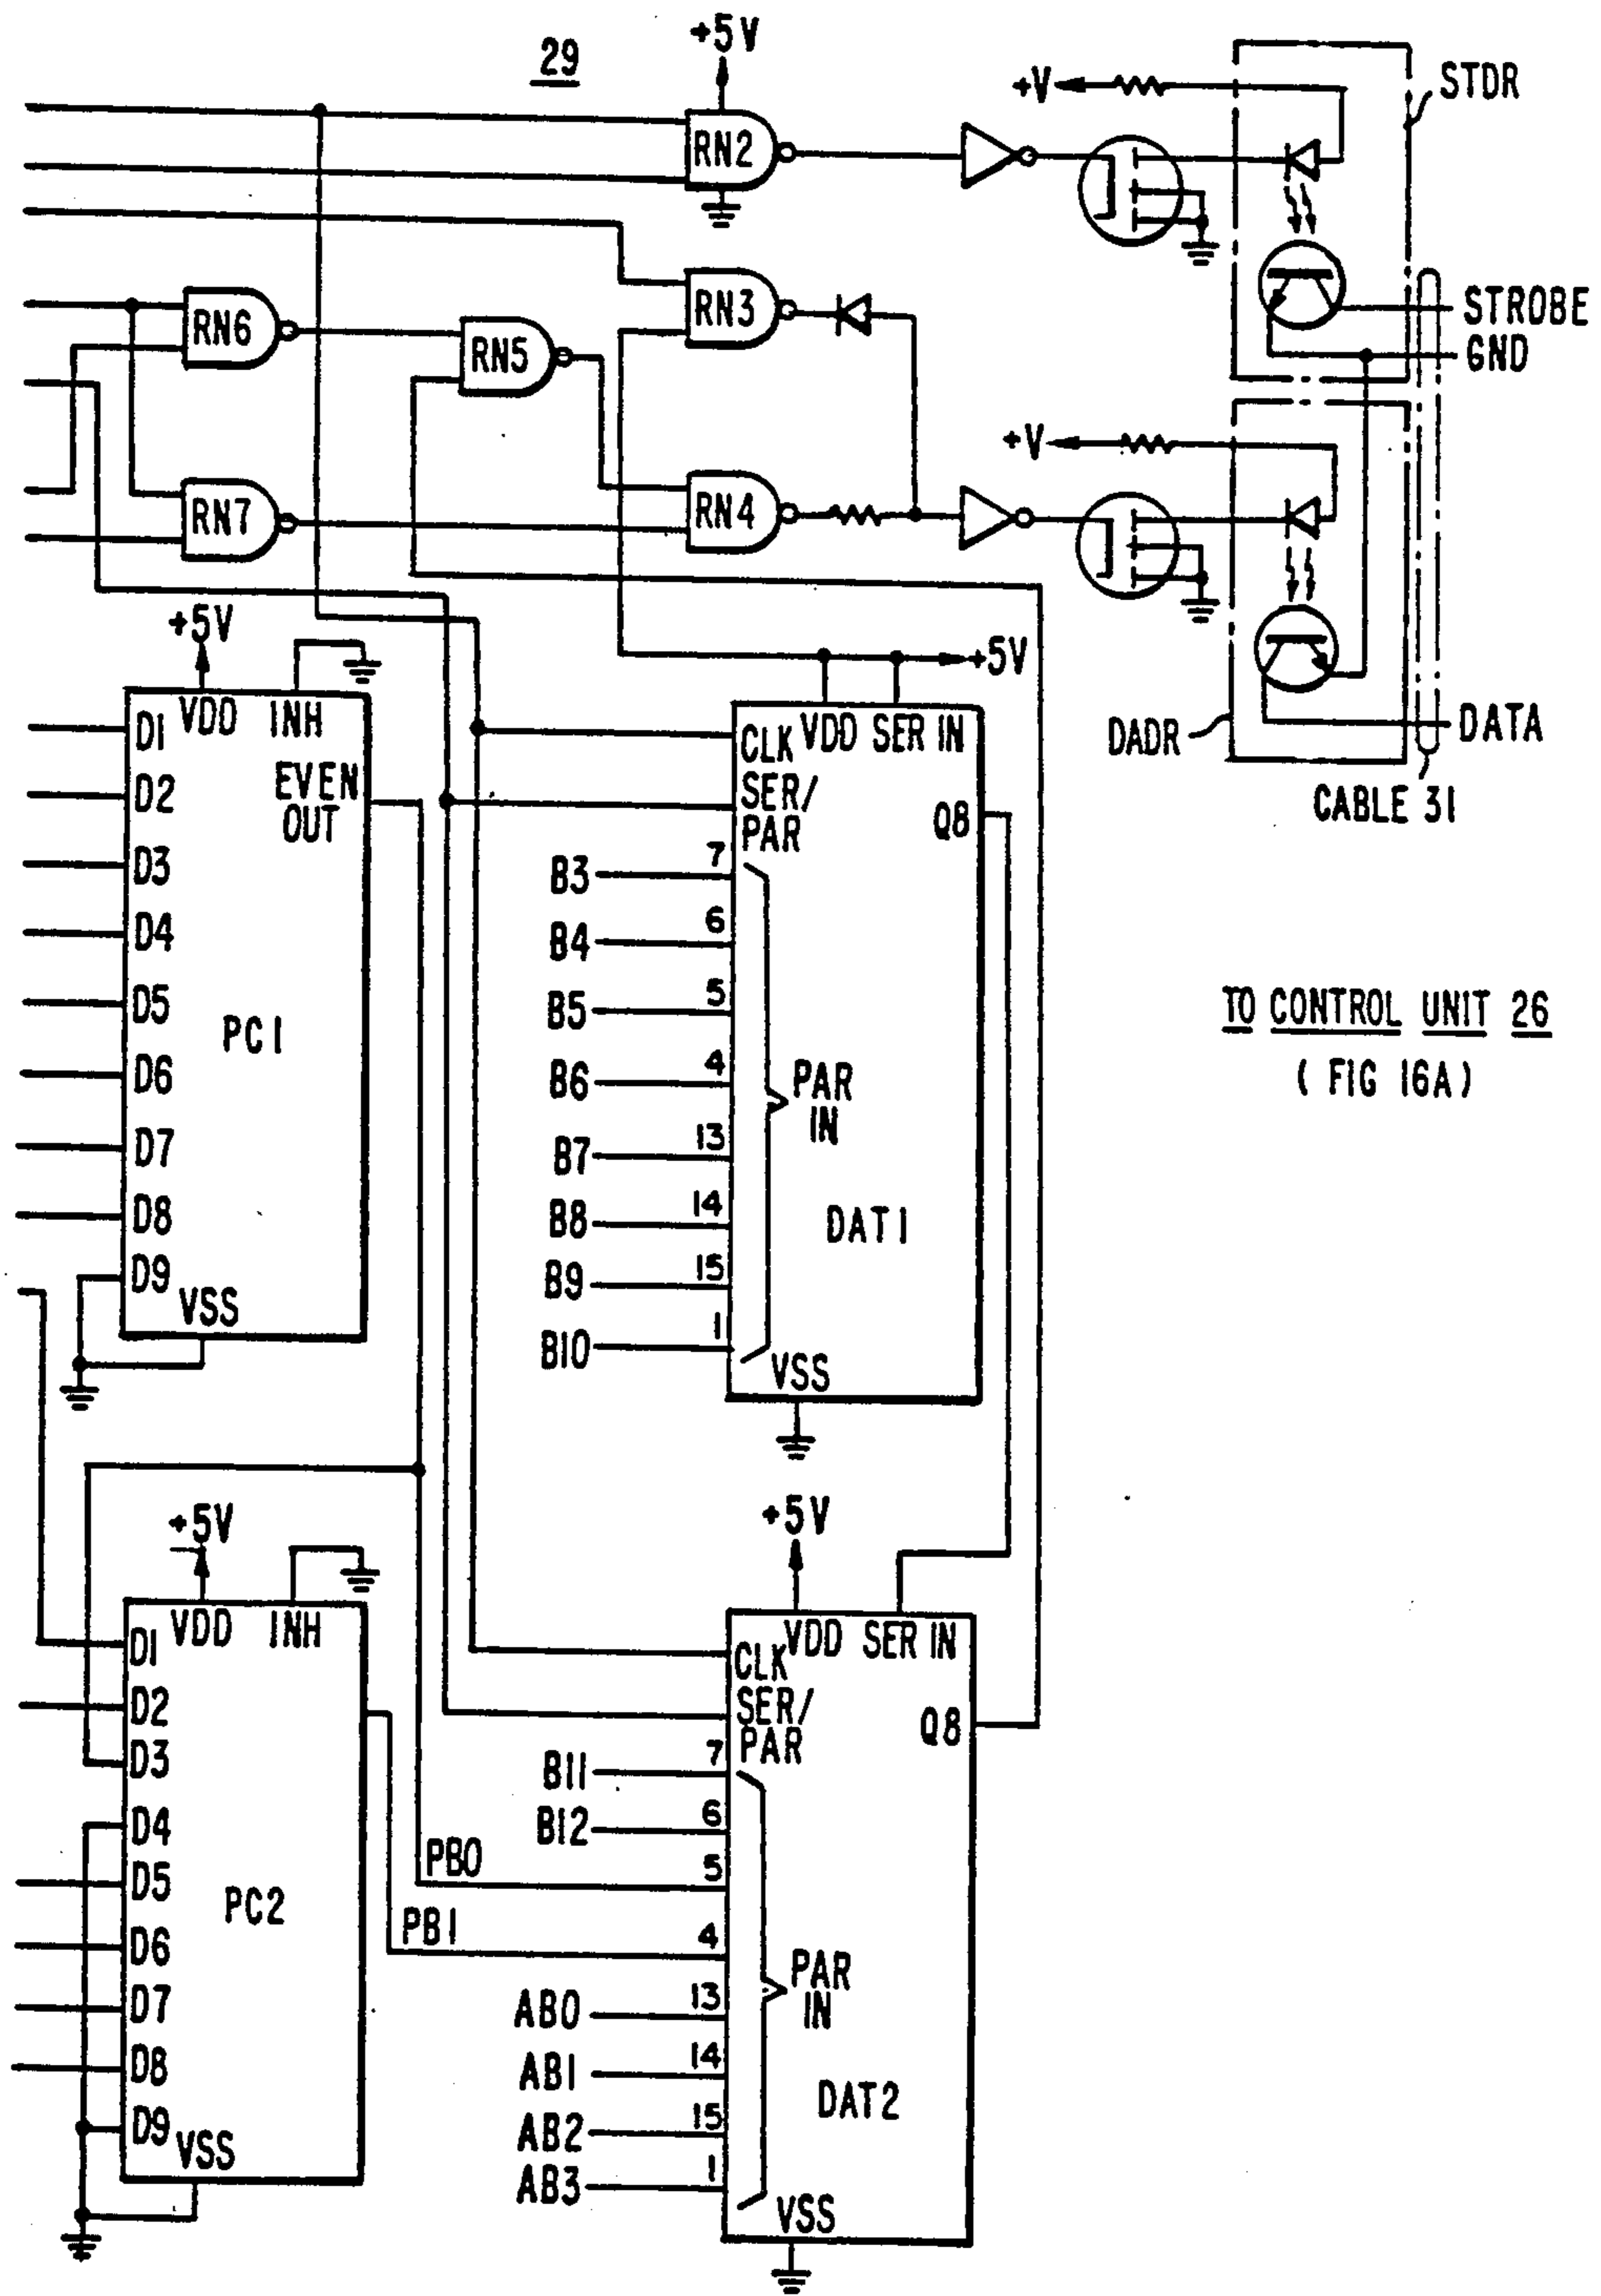 29
+5V
+V
STDR
RN2
RN3
STROBE
GND
RN6
RN5
+V
RN7
RN4
+5V
+5V
DADR
DATA
CABLE 31
VDD INH
D1
D2
EVEN
OUT
D3
D4
D5
PC1
D6
D7
D8
D9
VSS
CLK VDD SER IN
SER/
PAR
Q8
B3 7
B4 6
B5 5
B6 4
PAR
IN
B7 13
B8 14
DAT1
B9 15
B10 1
VSS
TO CONTROL UNIT 26
( FIG 16A)
+5V
+5V
VDD INH
D1
D2
D3
D4
D5
PC2
D6
D7
D8
D9
VSS
PB0
PB1
CLK VDD SER IN
SER/
PAR
Q8
B11 7
B12 6
5
4
PAR
IN
AB0 13
AB1 14
DAT2
AB2 15
AB3 1
VSS